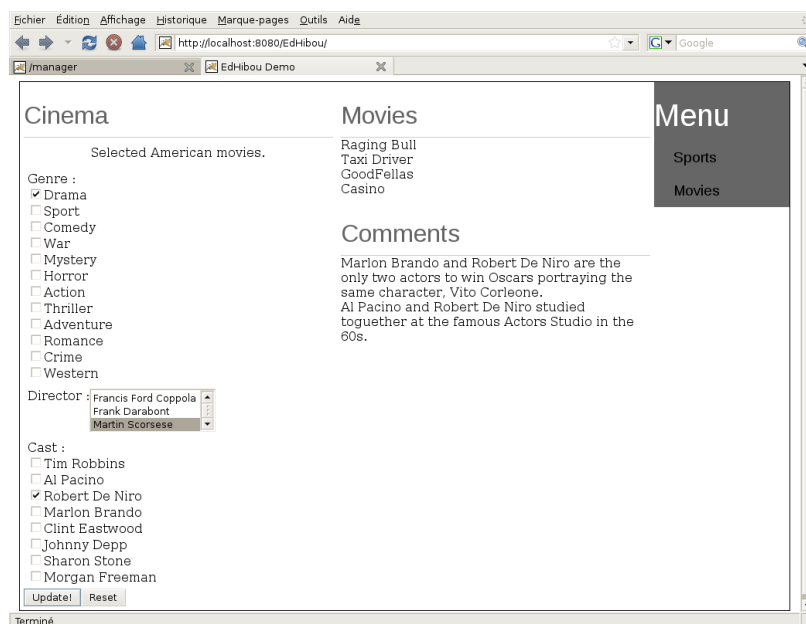 Fichier Édition Affichage Historique Marque-pages Outils Aide
http://localhost:8080/EdHibou/
G Google
/manager
EdHibou Demo
Cinema
Selected American movies.
Genre :
Drama
Sport
Comedy
War
Mystery
Horror
Action
Thriller
Adventure
Romance
Crime
Western
Director :
Francis Ford Coppola
Frank Darabont
Martin Scorsese
Cast :
Tim Robbins
Al Pacino
Robert De Niro
Marlon Brando
Clint Eastwood
Johnny Depp
Sharon Stone
Morgan Freeman
Update! Reset
Movies
Raging Bull
Taxi Driver
GoodFellas
Casino
Comments
Marlon Brando and Robert De Niro are the
only two actors to win Oscars portraying the
same character, Vito Corleone.
Al Pacino and Robert De Niro studied
toguether at the famous Actors Studio in the
60s.
Menu
Sports
Movies
Terminé